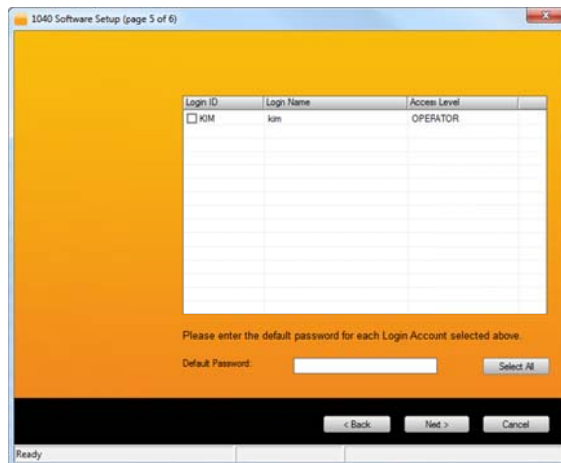 1040 Software Setup (page 5 of 6)
Login ID Login Name Access Level
KIM kim OPERATOR
Please enter the default password for each Login Account selected above.
Default Password: Select All
< Back Next > Cancel
Ready